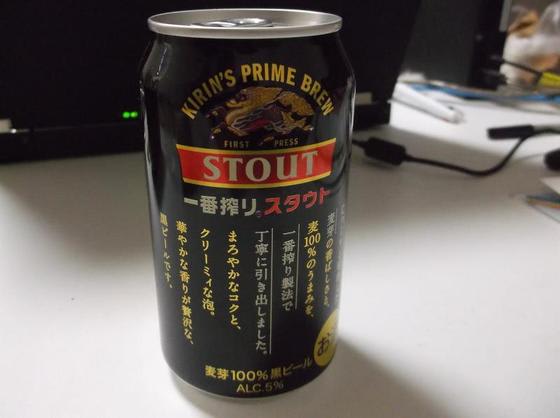 KIRIN'S PRIME BREW
FIRST PRESS
STOUT
一番搾り。スタウト
麦芽の香ばしさと、
麦100%のうまみを、
一番搾り製法で
丁寧に引き出しました。
まろやかなコクと、
クリーミィな泡。
華やかな香りが贅沢な、
黒ビールです。
お
麦芽100%黒ビール
ALC.5%